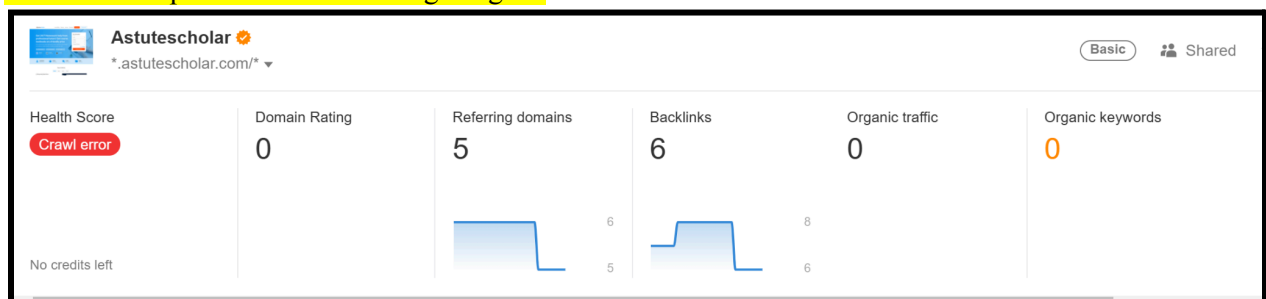 Astutescholar
*.astutescholar.com/*
Basic
Shared
Health Score
Crawl error
No credits left
Domain Rating
0
Referring domains
5
6
5
Backlinks
6
8
6
Organic traffic
0
Organic keywords
0